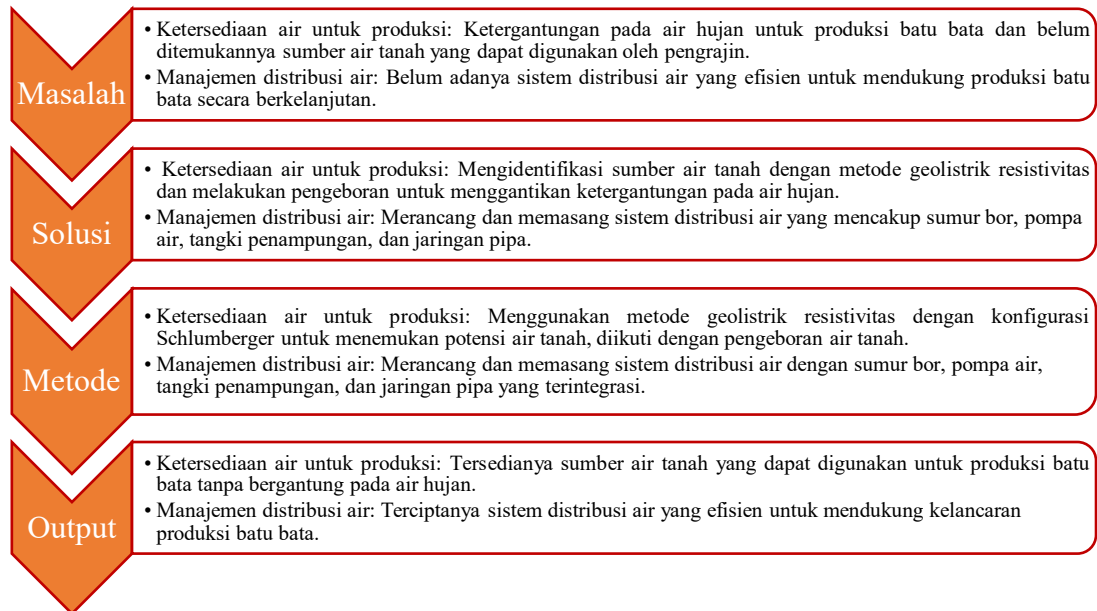 Masalah
• Ketersediaan air untuk produksi: Ketergantungan pada air hujan untuk produksi batu bata dan belum
ditemukannya sumber air tanah yang dapat digunakan oleh pengrajin.
• Manajemen distribusi air: Belum adanya sistem distribusi air yang efisien untuk mendukung produksi batu
bata secara berkelanjutan.
Solusi
• Ketersediaan air untuk produksi: Mengidentifikasi sumber air tanah dengan metode geolistrik resistivitas
dan melakukan pengeboran untuk menggantikan ketergantungan pada air hujan.
• Manajemen distribusi air: Merancang dan memasang sistem distribusi air yang mencakup sumur bor, pompa
air, tangki penampungan, dan jaringan pipa.
Metode
• Ketersediaan air untuk produksi: Menggunakan metode geolistrik resistivitas dengan konfigurasi
Schlumberger untuk menemukan potensi air tanah, diikuti dengan pengeboran air tanah.
• Manajemen distribusi air: Merancang dan memasang sistem distribusi air dengan sumur bor, pompa air,
tangki penampungan, dan jaringan pipa yang terintegrasi.
Output
• Ketersediaan air untuk produksi: Tersedianya sumber air tanah yang dapat digunakan untuk produksi batu
bata tanpa bergantung pada air hujan.
• Manajemen distribusi air: Terciptanya sistem distribusi air yang efisien untuk mendukung kelancaran
produksi batu bata.